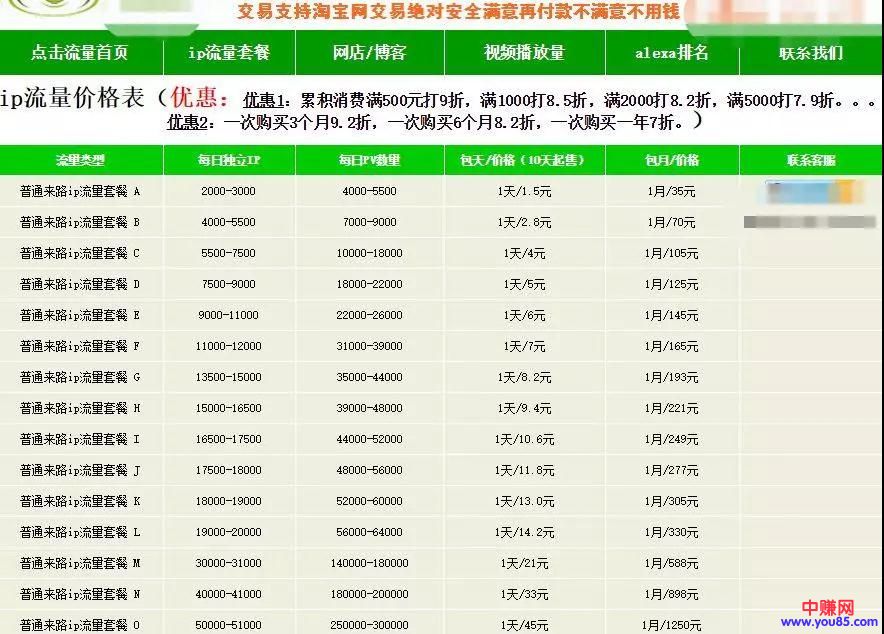 交易支持淘宝网交易绝对安全满意再付款不满意不用钱
点击流量首页 ip流量套餐 网店/博客 视频播放量 alexa排名 联系我们
ip流量价格表（优惠：优惠1：累积消费满500元打9折，满1000打8.5折，满2000打8.2折，满5000打7.9折。。。
优惠2：一次购买3个月9.2折，一次购买6个月8.2折，一次购买一年7折。）
流量类型 每日独立IP 每日PV数量 包天/价格（10天起售） 包月/价格 联系客服
普通来路ip流量套餐 A 2000-3000 4000-5500 1天/1.5元 1月/35元
普通来路ip流量套餐 B 4000-5500 7000-9000 1天/2.8元 1月/70元
普通来路ip流量套餐 C 5500-7500 10000-18000 1天/4元 1月/105元
普通来路ip流量套餐 D 7500-9000 18000-22000 1天/5元 1月/125元
普通来路ip流量套餐 E 9000-11000 22000-26000 1天/6元 1月/145元
普通来路ip流量套餐 F 11000-12000 31000-39000 1天/7元 1月/165元
普通来路ip流量套餐 G 13500-15000 35000-44000 1天/8.2元 1月/193元
普通来路ip流量套餐 H 15000-16500 39000-48000 1天/9.4元 1月/221元
普通来路ip流量套餐 I 16500-17500 44000-52000 1天/10.6元 1月/249元
普通来路ip流量套餐 J 17500-18000 48000-56000 1天/11.8元 1月/277元
普通来路ip流量套餐 K 18000-19000 52000-60000 1天/13.0元 1月/305元
普通来路ip流量套餐 L 19000-20000 56000-64000 1天/14.2元 1月/330元
普通来路ip流量套餐 M 30000-31000 140000-180000 1天/21元 1月/588元
普通来路ip流量套餐 N 40000-41000 180000-200000 1天/33元 1月/898元
普通来路ip流量套餐 O 50000-51000 250000-300000 1天/45元 1月/1250元
中赚网
www.you85.com